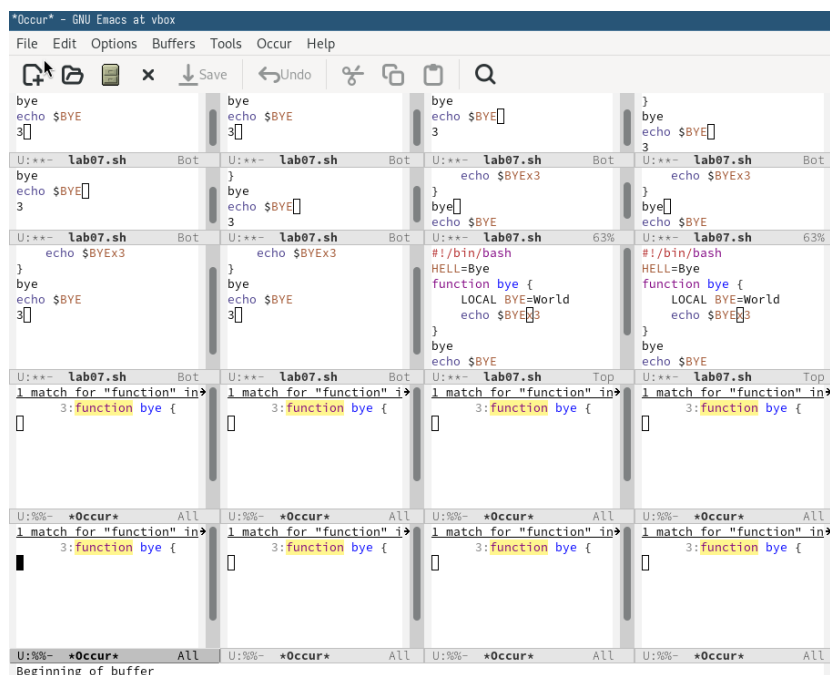 *Occur* - GNU Emacs at vbox
File Edit Options Buffers Tools Occur Help
Save Undo
bye
echo $BYE
3
U:**- lab07.sh Bot
bye
echo $BYE
3
U:**- lab07.sh Bot
bye
echo $BYE
3
U:**- lab07.sh Bot
}
bye
echo $BYE
3
U:**- lab07.sh Bot
bye
echo $BYE
3
U:**- lab07.sh Bot
}
bye
echo $BYE
3
U:**- lab07.sh Bot
echo $BYEx3
}
bye
echo $BYE
U:**- lab07.sh 63%
echo $BYEx3
}
bye
echo $BYE
U:**- lab07.sh 63%
echo $BYEx3
}
bye
echo $BYE
3
U:**- lab07.sh Bot
echo $BYEx3
}
bye
echo $BYE
3
U:**- lab07.sh Bot
#!/bin/bash
HELL=Bye
function bye {
LOCAL BYE=World
echo $BYEx3
}
bye
echo $BYE
U:**- lab07.sh Top
#!/bin/bash
HELL=Bye
function bye {
LOCAL BYE=World
echo $BYEx3
}
bye
echo $BYE
U:**- lab07.sh Top
1 match for "function" in
3:function bye {
U:%%- *Occur* All
1 match for "function" i
3:function bye {
U:%%- *Occur* All
1 match for "function" in
3:function bye {
U:%%- *Occur* All
1 match for "function" in
3:function bye {
U:%%- *Occur* All
1 match for "function" in
3:function bye {
U:%%- *Occur* All
1 match for "function" i
3:function bye {
U:%%- *Occur* All
1 match for "function" in
3:function bye {
U:%%- *Occur* All
1 match for "function" in
3:function bye {
U:%%- *Occur* All
Beginning of buffer